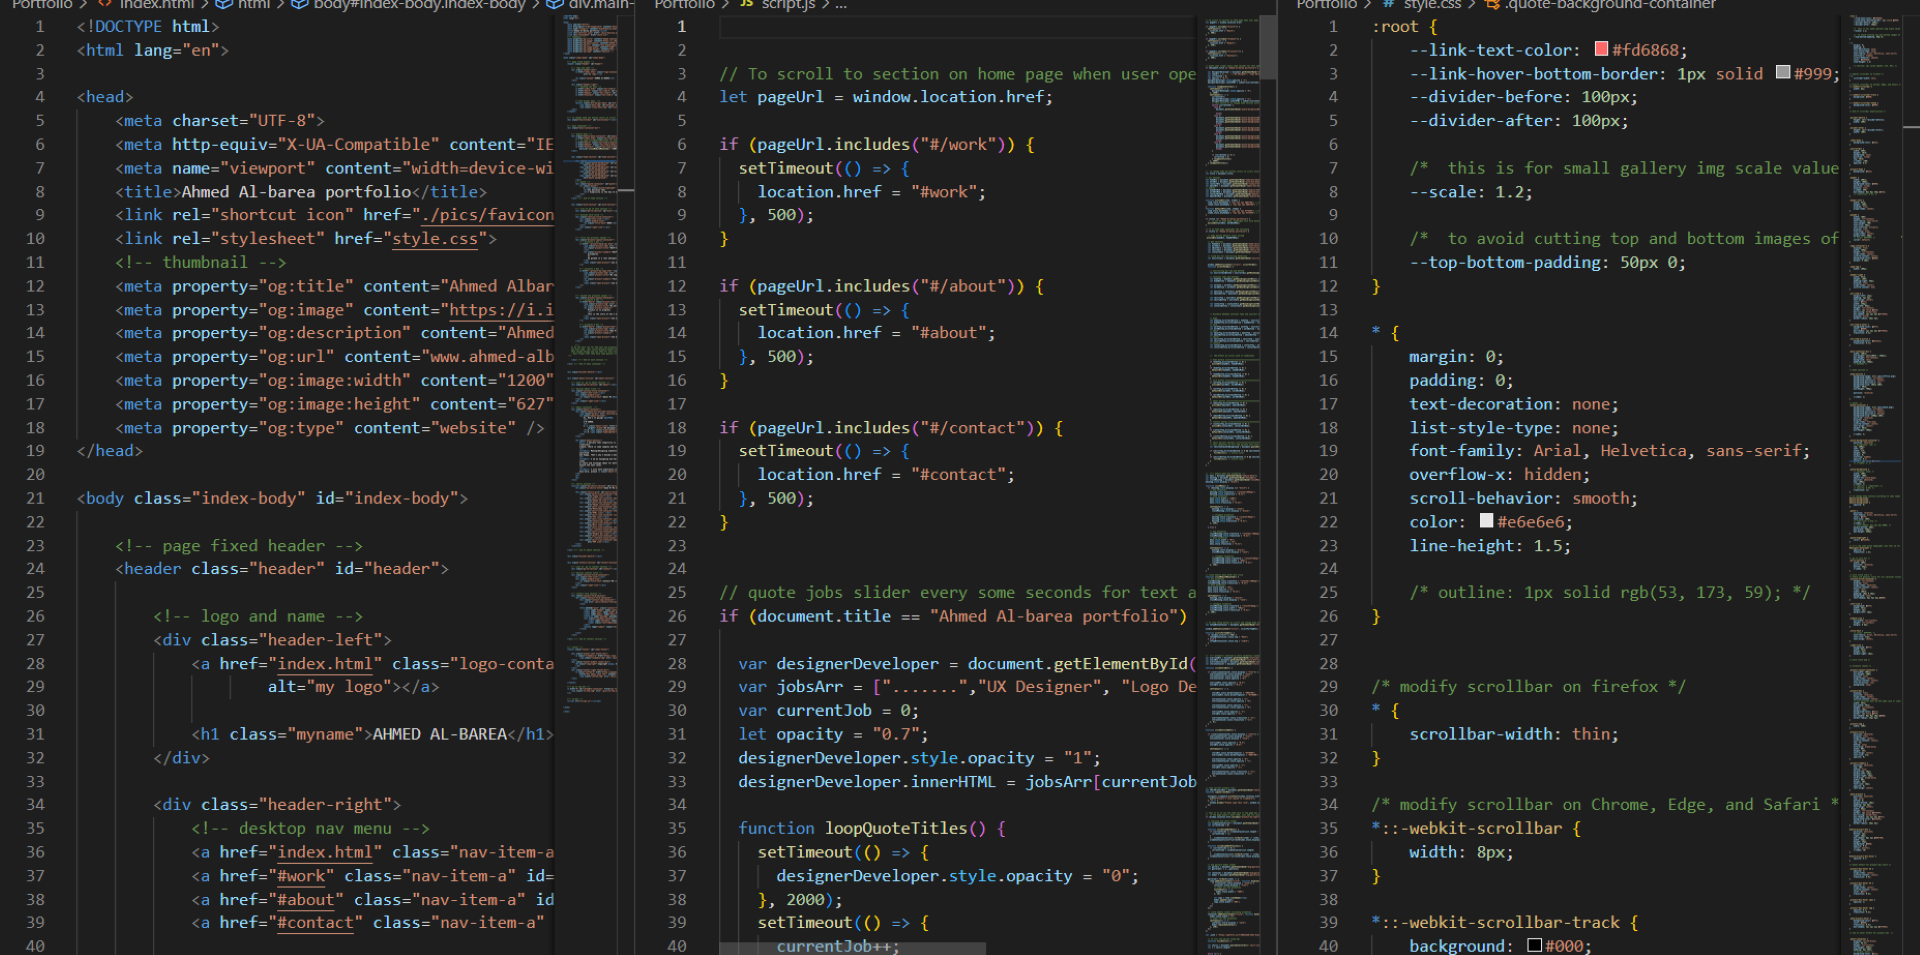 Portfolio > index.html > html > body#index-body.index-body > div.main-
1 <!DOCTYPE html>
2 <html lang="en">
3
4 <head>
5 <meta charset="UTF-8">
6 <meta http-equiv="X-UA-Compatible" content="IE
7 <meta name="viewport" content="width=device-wi
8 <title>Ahmed Al-barea portfolio</title>
9 <link rel="shortcut icon" href="./pics/favicon
10 <link rel="stylesheet" href="style.css">
11 <!-- thumbnail -->
12 <meta property="og:title" content="Ahmed Albar
13 <meta property="og:image" content="https://i.i
14 <meta property="og:description" content="Ahmed
15 <meta property="og:url" content="www.ahmed-alb
16 <meta property="og:image:width" content="1200"
17 <meta property="og:image:height" content="627"
18 <meta property="og:type" content="website" />
19 </head>
20
21 <body class="index-body" id="index-body">
22
23 <!-- page fixed header -->
24 <header class="header" id="header">
25
26 <!-- logo and name -->
27 <div class="header-left">
28 <a href="index.html" class="logo-conta
29 alt="my logo"></a>
30
31 <h1 class="myname">AHMED AL-BAREA</h1>
32 </div>
33
34 <div class="header-right">
35 <!-- desktop nav menu -->
36 <a href="index.html" class="nav-item-a
37 <a href="#work" class="nav-item-a" id=
38 <a href="#about" class="nav-item-a" id
39 <a href="#contact" class="nav-item-a"
40
Portfolio > JS script.js > ...
1
2
3 // To scroll to section on home page when user ope
4 let pageUrl = window.location.href;
5
6 if (pageUrl.includes("#/work")) {
7 setTimeout(() => {
8 location.href = "#work";
9 }, 500);
10 }
11
12 if (pageUrl.includes("#/about")) {
13 setTimeout(() => {
14 location.href = "#about";
15 }, 500);
16 }
17
18 if (pageUrl.includes("#/contact")) {
19 setTimeout(() => {
20 location.href = "#contact";
21 }, 500);
22 }
23
24
25 // quote jobs slider every some seconds for text a
26 if (document.title == "Ahmed Al-barea portfolio")
27
28 var designerDeveloper = document.getElementById(
29 var jobsArr = [".......","UX Designer", "Logo De
30 var currentJob = 0;
31 let opacity = "0.7";
32 designerDeveloper.style.opacity = "1";
33 designerDeveloper.innerHTML = jobsArr[currentJob
34
35 function loopQuoteTitles() {
36 setTimeout(() => {
37 designerDeveloper.style.opacity = "0";
38 }, 2000);
39 setTimeout(() => {
40 currentJob++;
Portfolio > # style.css > .quote-background-container
1 :root {
2 --link-text-color: #fd6868;
3 --link-hover-bottom-border: 1px solid #999;
4 --divider-before: 100px;
5 --divider-after: 100px;
6
7 /* this is for small gallery img scale value
8 --scale: 1.2;
9
10 /* to avoid cutting top and bottom images of
11 --top-bottom-padding: 50px 0;
12 }
13
14 * {
15 margin: 0;
16 padding: 0;
17 text-decoration: none;
18 list-style-type: none;
19 font-family: Arial, Helvetica, sans-serif;
20 overflow-x: hidden;
21 scroll-behavior: smooth;
22 color: #e6e6e6;
23 line-height: 1.5;
24
25 /* outline: 1px solid rgb(53, 173, 59); */
26 }
27
28
29 /* modify scrollbar on firefox */
30 * {
31 scrollbar-width: thin;
32 }
33
34 /* modify scrollbar on Chrome, Edge, and Safari *
35 *::-webkit-scrollbar {
36 width: 8px;
37 }
38
39 *::-webkit-scrollbar-track {
40 background: #000;